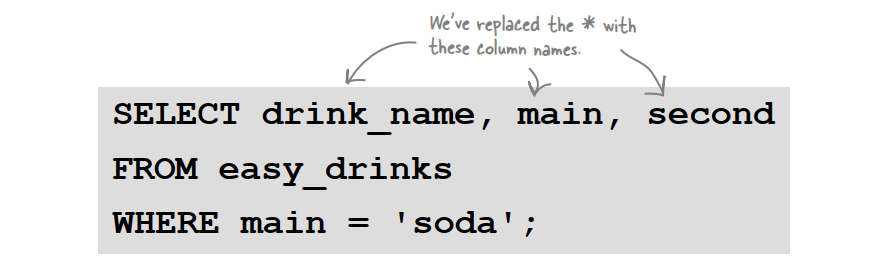 We've replaced the * with
these column names.
SELECT drink_name, main, second
FROM easy_drinks
WHERE main = 'soda';